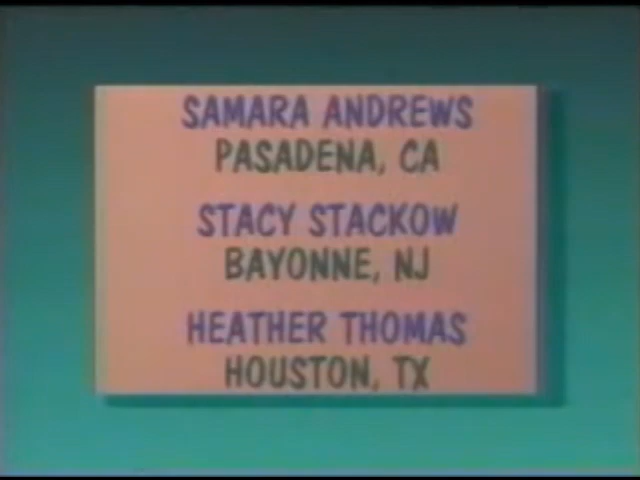 SAMARA ANDREWS
PASADENA, CA
STACY STACKOW
BAYONNE, NJ
HEATHER THOMAS
HOUSTON, TX